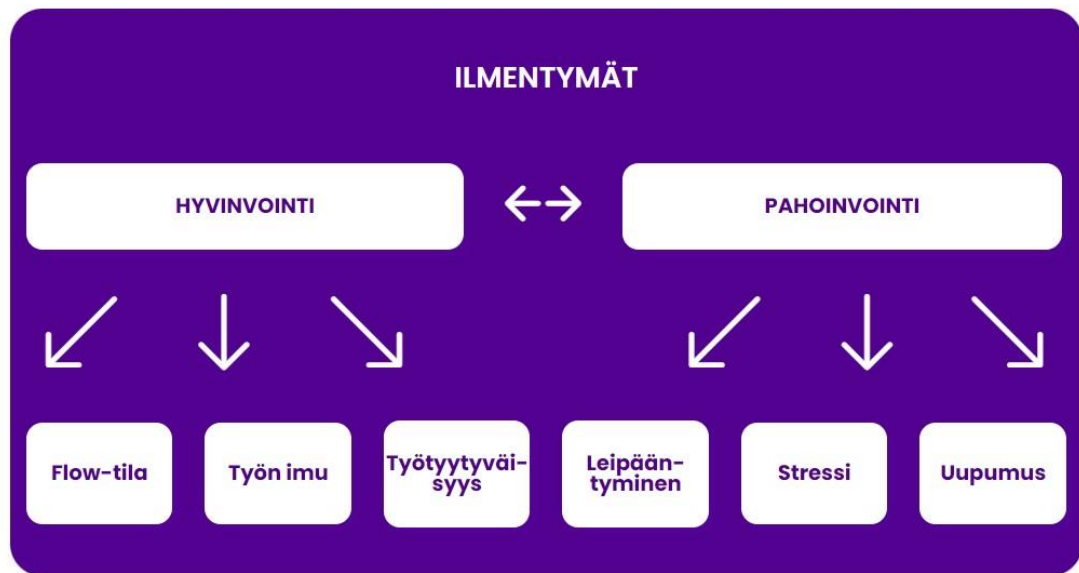 ILMENTYMÄT
HYVINVOINTI
PAHOINVOINTI
Flow-tila
Työn imu
Työtyytyväi-
syys
Leipään-
tyminen
Stressi
Uupumus